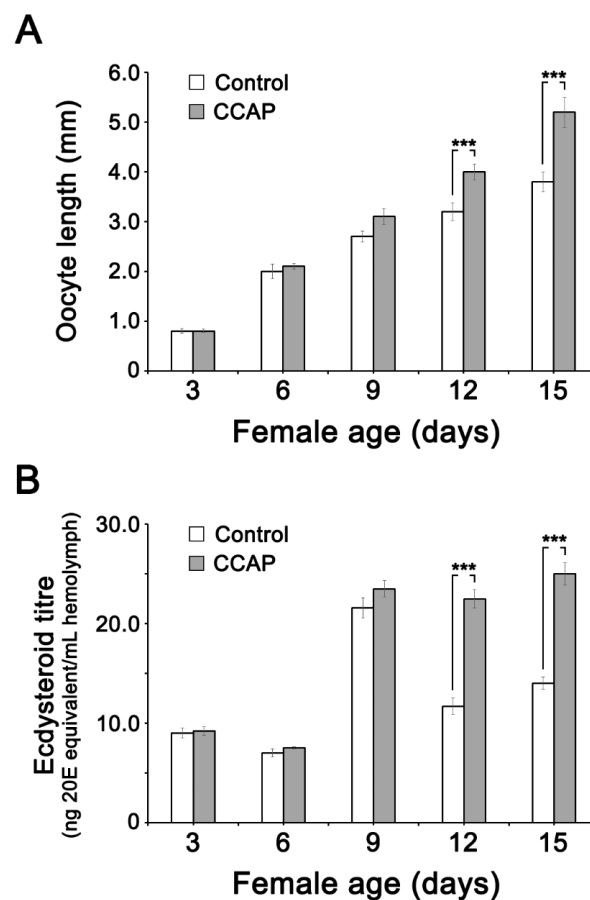 A
Oocyte length (mm)
6.0
5.0
4.0
3.0
2.0
1.0
0
Control
CCAP
***
***
3 6 9 12 15
Female age (days)
B
Ecdysteroid titre
(ng 20E equivalent/mL hemolymph)
30.0
20.0
10.0
0
Control
CCAP
***
***
3 6 9 12 15
Female age (days)